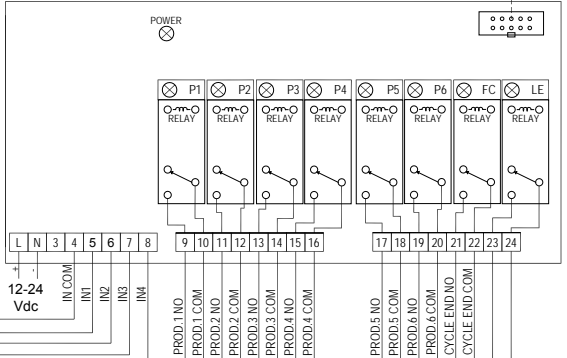 POWER
P1 P2 P3 P4 P5 P6 FC LE
RELAY RELAY RELAY RELAY RELAY RELAY RELAY RELAY
L N 3 4 5 6 7 8 9 10 11 12 13 14 15 16 17 18 19 20 21 22 23 24
+ -
12-24
Vdc
IN COM
IN1
IN2
IN3
IN4
PROD.1 NO
PROD.1 COM
PROD.2 NO
PROD.2 COM
PROD.3 NO
PROD.3 COM
PROD.4 NO
PROD.4 COM
PROD.5 NO
PROD.5 COM
PROD.6 NO
PROD.6 COM
CYCLE END NO
CYCLE END COM